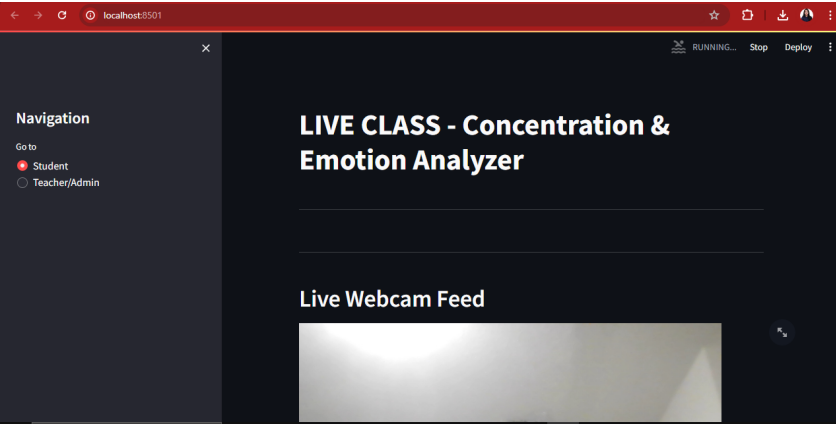 localhost:8501
RUNNING...
Stop
Deploy
Navigation
Go to
Student
Teacher/Admin
LIVE CLASS - Concentration &
Emotion Analyzer
Live Webcam Feed